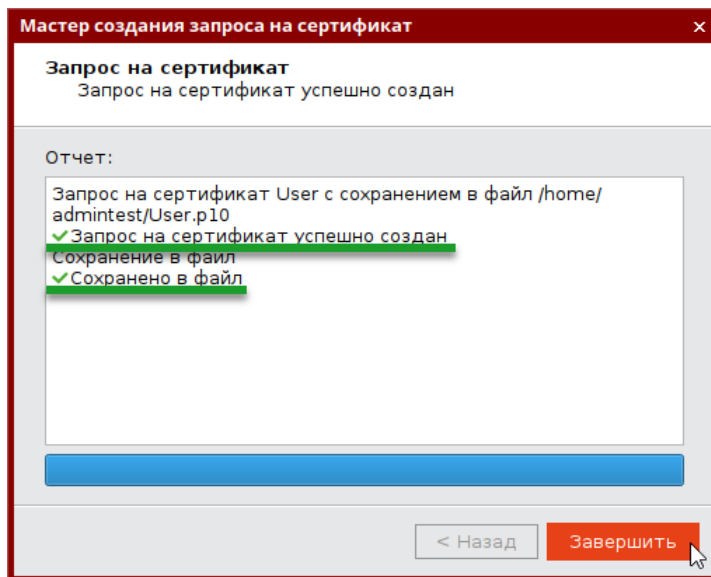 Мастер создания запроса на сертификат
Запрос на сертификат
Запрос на сертификат успешно создан
Отчет:
Запрос на сертификат User с сохранением в файл /home/
admintest/User.p10
Запрос на сертификат успешно создан
Сохранение в файл
Сохранено в файл
< Назад
Завершить